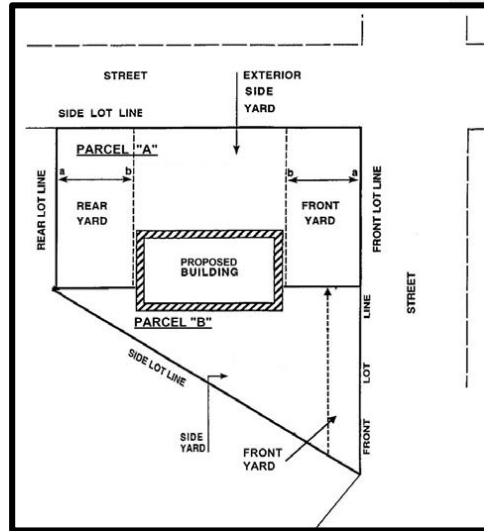 STREET
EXTERIOR
SIDE
YARD
SIDE LOT LINE
PARCEL "A"
a b
b a
REAR LOT LINE
REAR
YARD
FRONT
YARD
FRONT LOT LINE
PROPOSED
BUILDING
STREET
PARCEL "B"
SIDE LOT LINE
FRONT LOT LINE
SIDE
YARD
FRONT
YARD